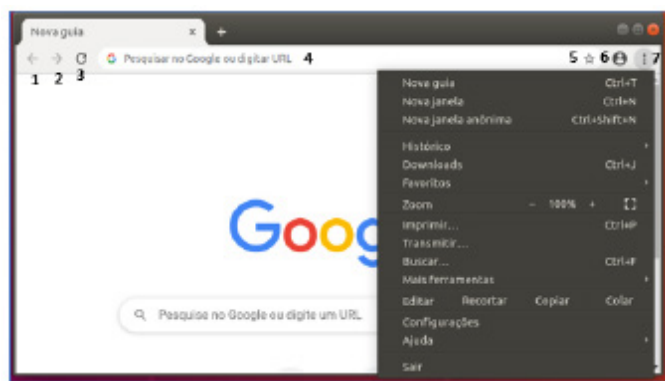 Nova guia x +
Pesquisar no Google ou digitar URL 4 5 6 7
1 2 3
Nova guia Ctrl+T
Nova janela Ctrl+N
Nova janela anônima Ctrl+Shift+N
Histórico
Downloads Ctrl+J
Favoritos
Zoom - 100% +
Imprimir... Ctrl+P
Transmitir...
Buscar... Ctrl+F
Mais ferramentas
Editar Recortar Copiar Colar
Configurações
Ajuda
Sair
Goog
Pesquise no Google ou digite um URL